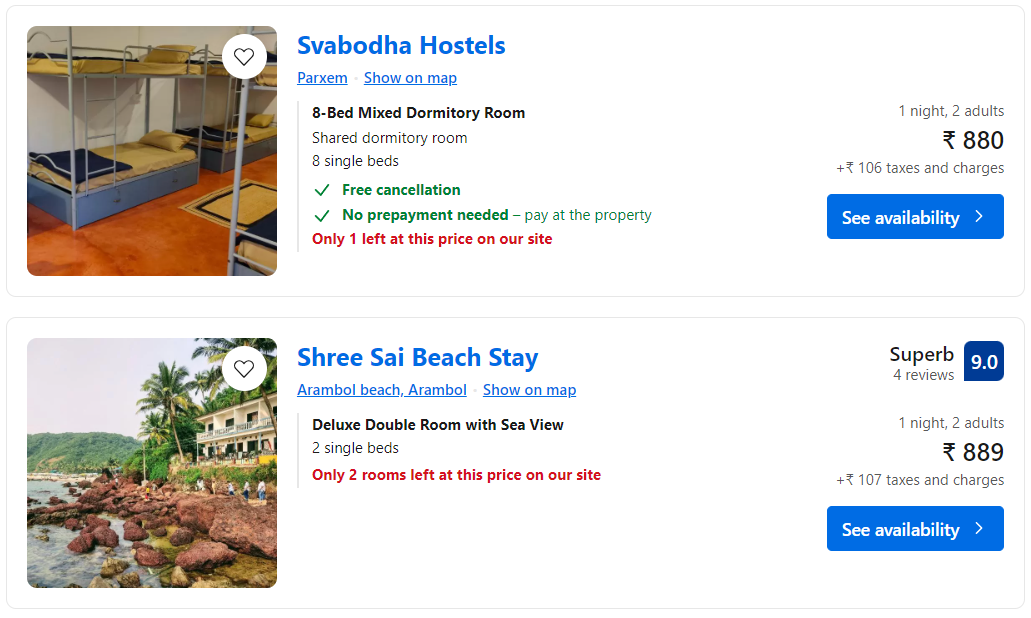 Svabodha Hostels
Parxem · Show on map
8-Bed Mixed Dormitory Room
Shared dormitory room
8 single beds
Free cancellation
No prepayment needed – pay at the property
Only 1 left at this price on our site
1 night, 2 adults
₹ 880
+₹ 106 taxes and charges
See availability
Shree Sai Beach Stay
Arambol beach, Arambol · Show on map
Superb
4 reviews
9.0
Deluxe Double Room with Sea View
2 single beds
Only 2 rooms left at this price on our site
1 night, 2 adults
₹ 889
+₹ 107 taxes and charges
See availability